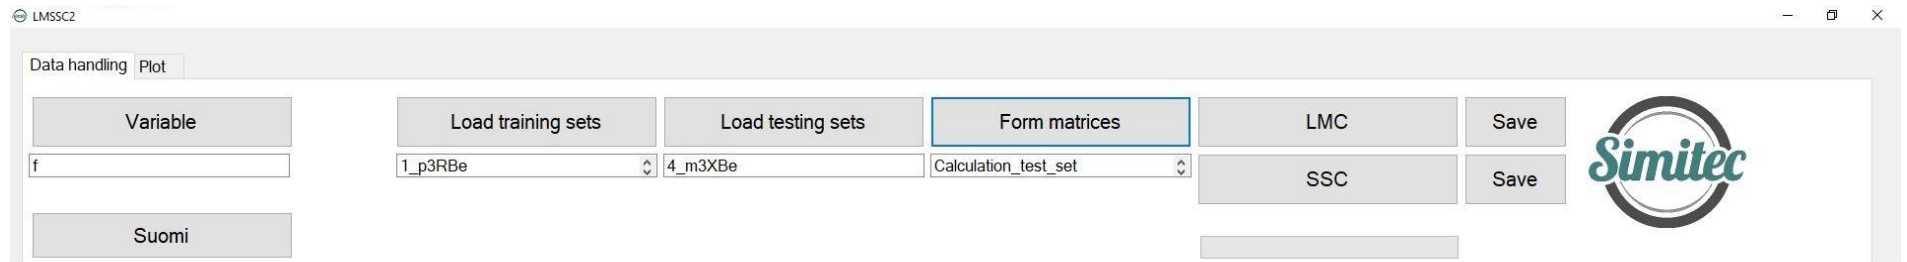 LMSSC2
Data handling Plot
Variable Load training sets Load testing sets Form matrices LMC Save
f 1_p3RBe 4_m3XBe Calculation_test_set
SSC Save
Simitec
Suomi